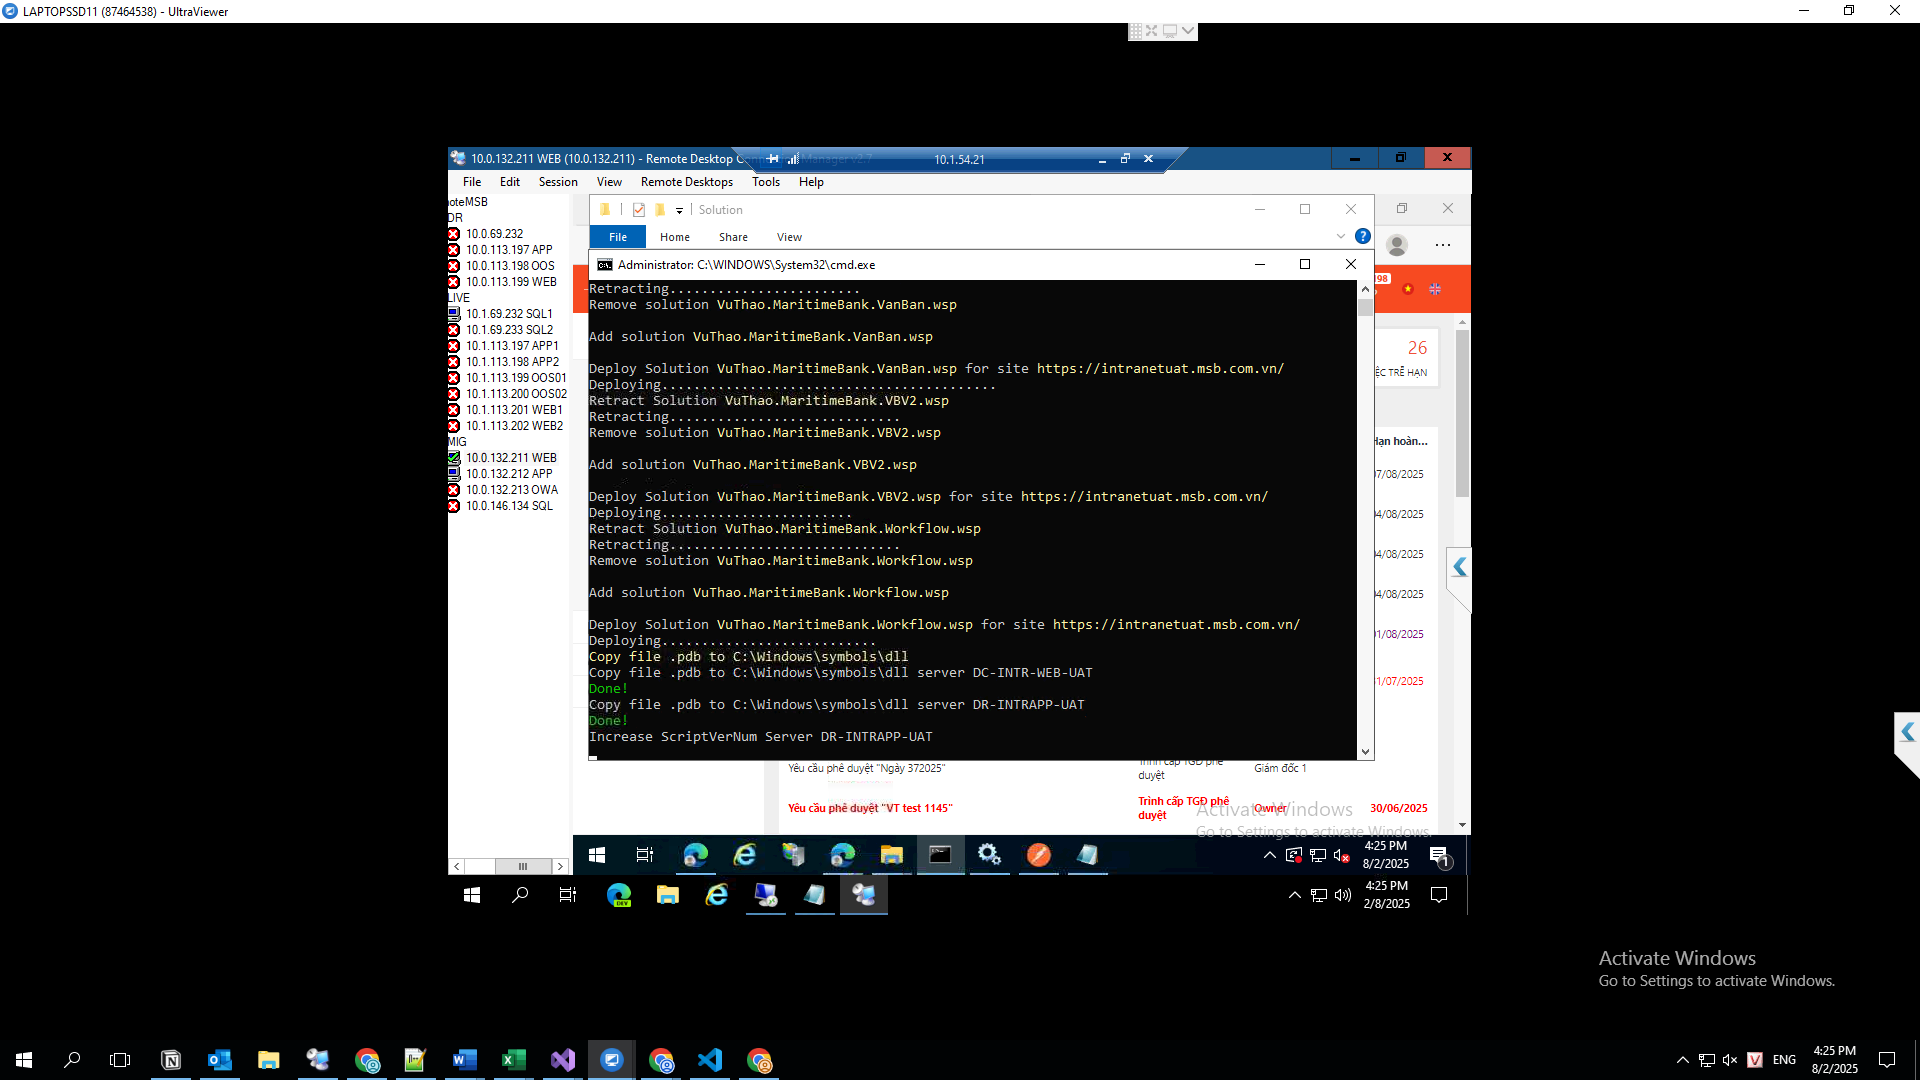 LAPTOPSSD11 (87464538) - UltraViewer
10.0.132.211 WEB (10.0.132.211) - Remote Desktop Connection Manager v2.7
10.1.54.21
File Edit Session View Remote Desktops Tools Help
oteMSB
DR
10.0.69.232
10.0.113.197 APP
10.0.113.198 OOS
10.0.113.199 WEB
LIVE
10.1.69.232 SQL1
10.1.69.233 SQL2
10.1.113.197 APP1
10.1.113.198 APP2
10.1.113.199 OOS01
10.1.113.200 OOS02
10.1.113.201 WEB1
10.1.113.202 WEB2
MIG
10.0.132.211 WEB
10.0.132.212 APP
10.0.132.213 OWA
10.0.146.134 SQL
Solution
File Home Share View
Administrator: C:\WINDOWS\System32\cmd.exe
Retracting........................
Remove solution VuThao.MaritimeBank.VanBan.wsp
Add solution VuThao.MaritimeBank.VanBan.wsp
Deploy Solution VuThao.MaritimeBank.VanBan.wsp for site https://intranetuat.msb.com.vn/
Deploying..........................................
Retract Solution VuThao.MaritimeBank.VBV2.wsp
Retracting.............................
Remove solution VuThao.MaritimeBank.VBV2.wsp
Add solution VuThao.MaritimeBank.VBV2.wsp
Deploy Solution VuThao.MaritimeBank.VBV2.wsp for site https://intranetuat.msb.com.vn/
Deploying........................
Retract Solution VuThao.MaritimeBank.Workflow.wsp
Retracting.............................
Remove solution VuThao.MaritimeBank.Workflow.wsp
Add solution VuThao.MaritimeBank.Workflow.wsp
Deploy Solution VuThao.MaritimeBank.Workflow.wsp for site https://intranetuat.msb.com.vn/
Deploying...........................
Copy file .pdb to C:\Windows\symbols\dll
Copy file .pdb to C:\Windows\symbols\dll server DC-INTR-WEB-UAT
Done!
Copy file .pdb to C:\Windows\symbols\dll server DR-INTRAPP-UAT
Done!
Increase ScriptVerNum Server DR-INTRAPP-UAT
98
26
ỆC TRỄ HẠN
Hạn hoàn...
7/08/2025
04/08/2025
04/08/2025
04/08/2025
01/08/2025
31/07/2025
Yêu cầu phê duyệt "Ngày 372025"
Trình cấp TGĐ phê duyệt
Giám đốc 1
Yêu cầu phê duyệt "VT test 1145"
Trình cấp TGĐ phê duyệt
Owner
30/06/2025
Activate Windows
Go to Settings to activate Windows.
4:25 PM
8/2/2025
1
4:25 PM
2/8/2025
Activate Windows
Go to Settings to activate Windows.
ENG
4:25 PM
8/2/2025